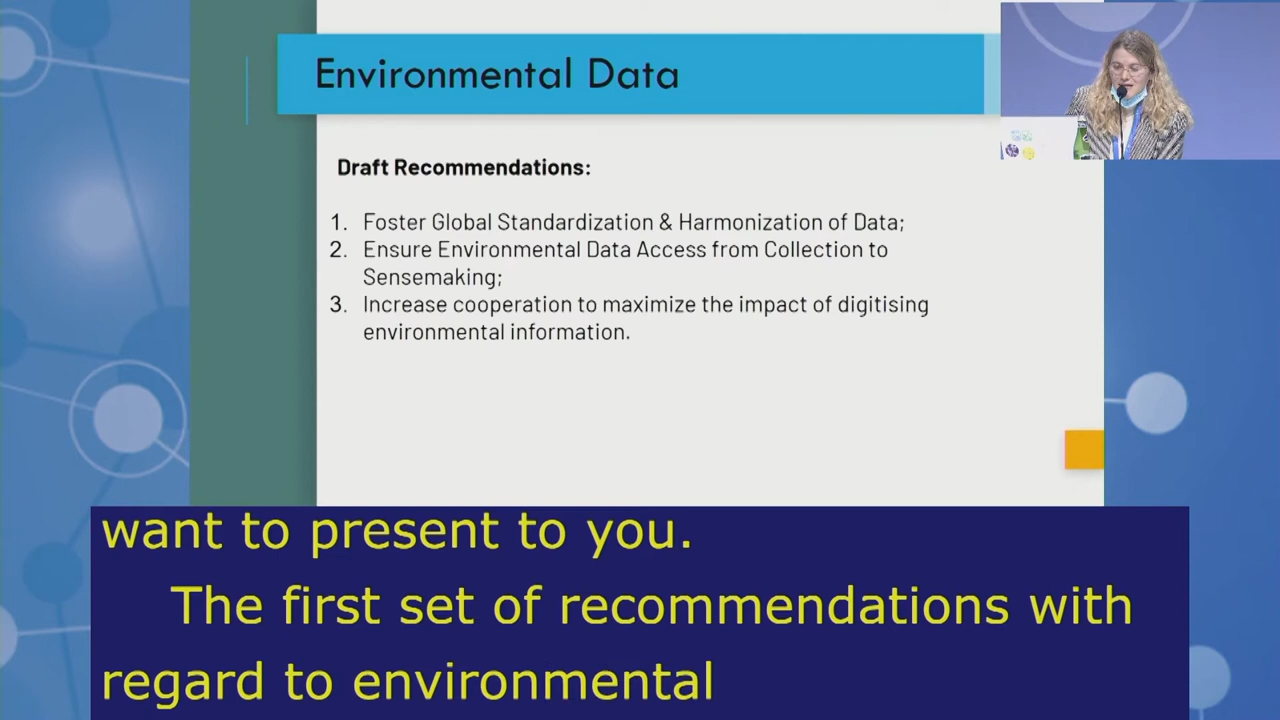 Environmental Data
Draft Recommendations:
1. Foster Global Standardization & Harmonization of Data;
2. Ensure Environmental Data Access from Collection to
Sensemaking;
3. Increase cooperation to maximize the impact of digitising
environmental information.
want to present to you.
The first set of recommendations with
regard to environmental